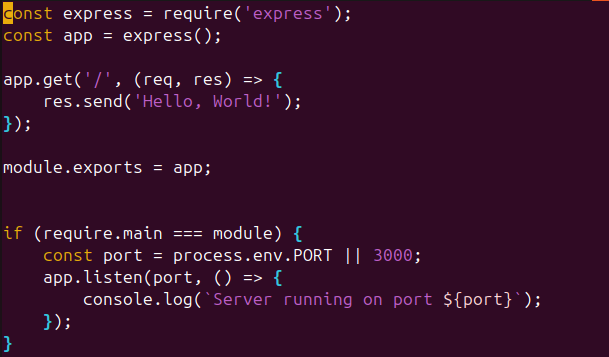 const express = require('express');
const app = express();

app.get('/', (req, res) => {
    res.send('Hello, World!');
});

module.exports = app;


if (require.main === module) {
    const port = process.env.PORT || 3000;
    app.listen(port, () => {
        console.log(`Server running on port ${port}`);
    });
}